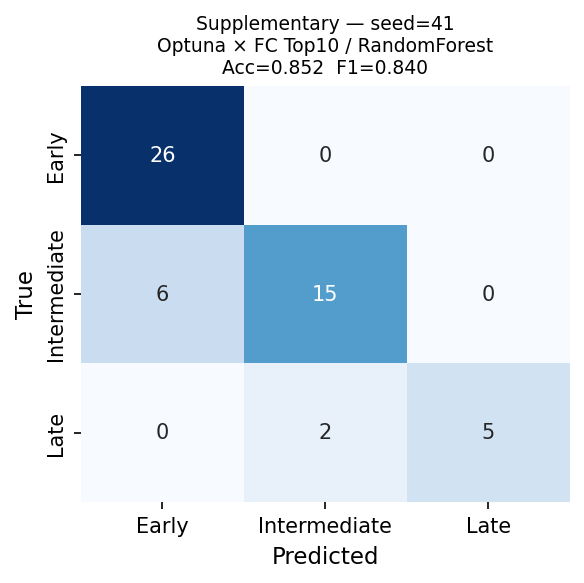 Supplementary — seed=41
Optuna × FC Top10 / RandomForest
Acc=0.852  F1=0.840
True
Early
26
0
0
Intermediate
6
15
0
Late
0
2
5
Early
Intermediate
Late
Predicted